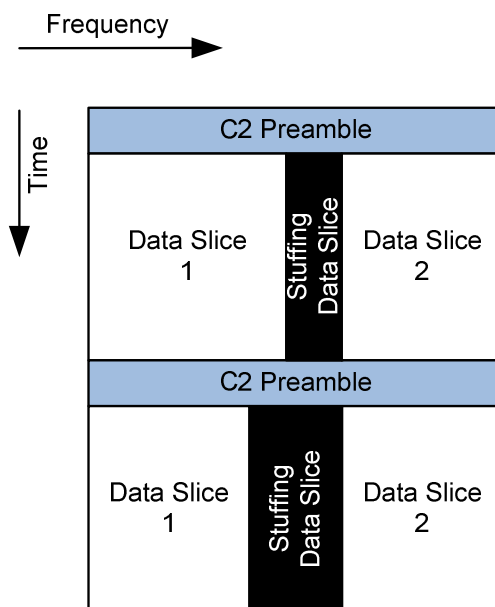 Frequency
Time
C2 Preamble
Data Slice
1
Stuffing
Data Slice
Data Slice
2
C2 Preamble
Data Slice
1
Stuffing
Data Slice
Data Slice
2